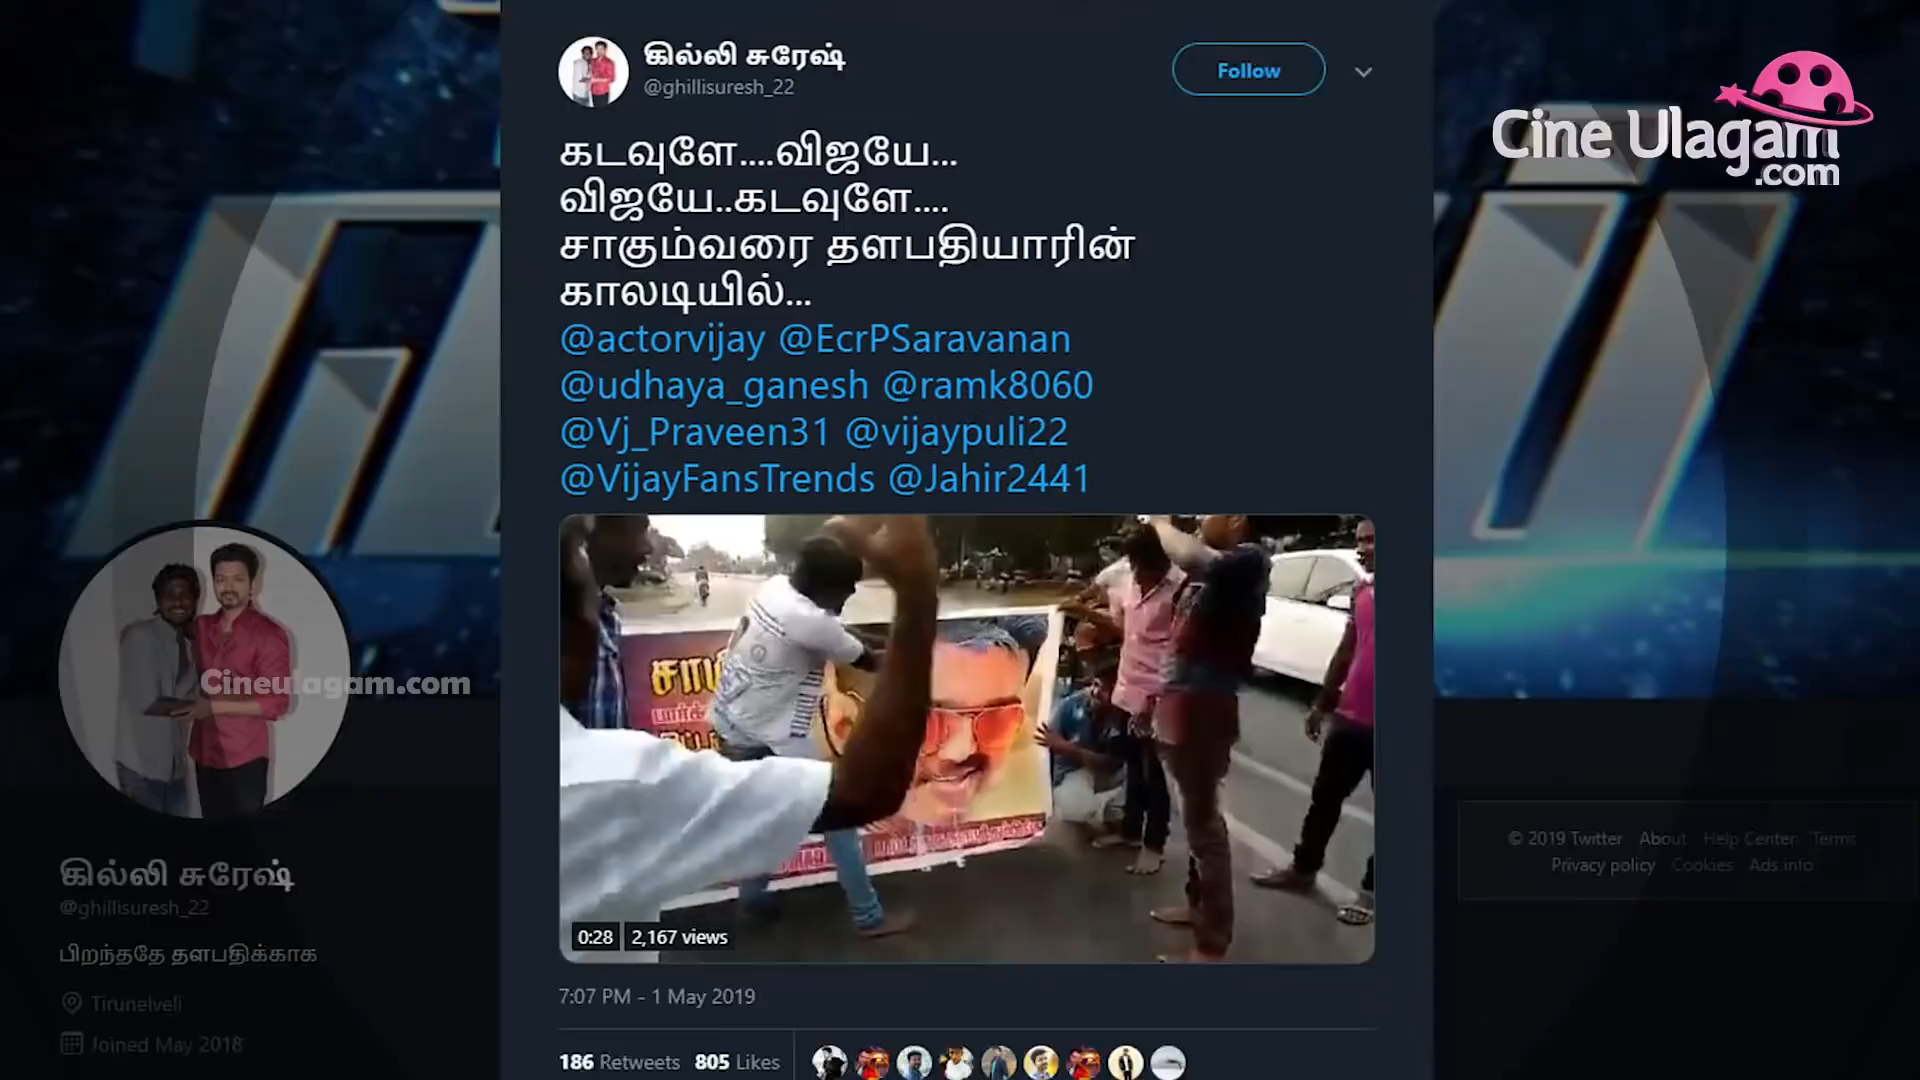 கில்லி சுரேஷ்
@ghillisuresh_22
Follow
Cine Ulagam
.com
கடவுளே....விஜயே...
விஜயே..கடவுளே....
சாகும்வரை தளபதியாரின்
காலடியில்...
@actorvijay @EcrPSaravanan
@udhaya_ganesh @ramk8060
@Vj_Praveen31 @vijaypuli22
@VijayFansTrends @Jahir2441
0:28 2,167 views
7:07 PM - 1 May 2019
186 Retweets 805 Likes
Cineulagam.com
கில்லி சுரேஷ்
@ghillisuresh_22
பிறந்ததே தளபதிக்காக
Tirunelveli
Joined May 2018
© 2019 Twitter About Help Center Terms
Privacy policy Cookies Ads info